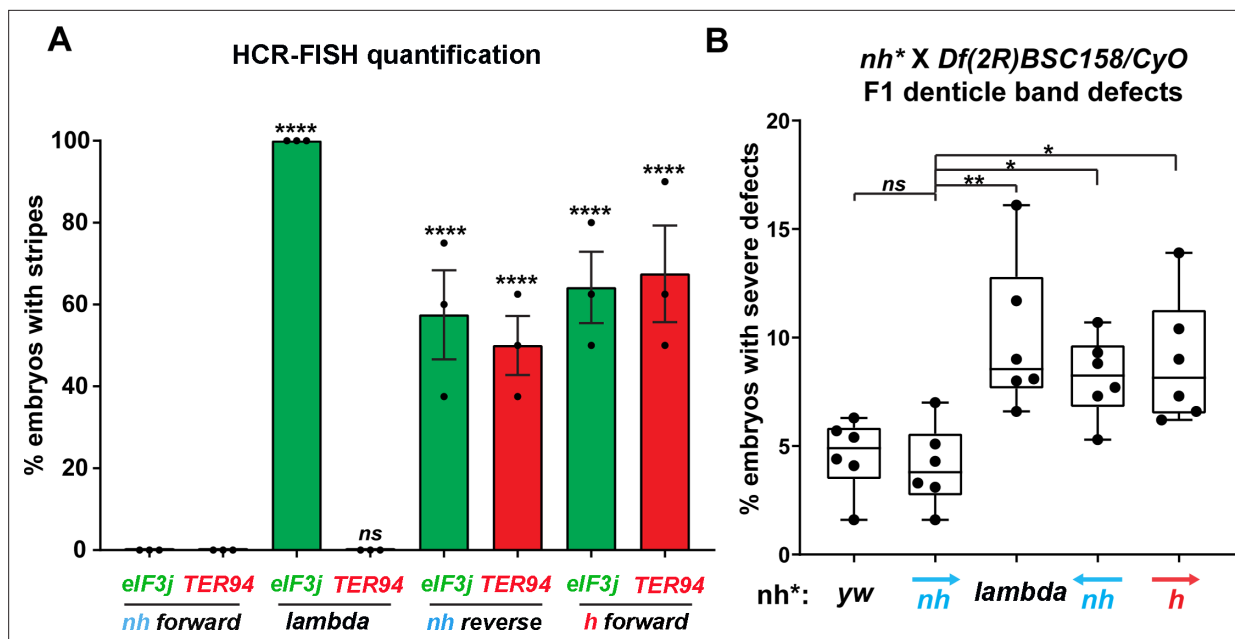 A
HCR-FISH quantification
% embryos with stripes
100
80
60
40
20
0
****
ns
****
****
****
****
eIF3j TER94 eIF3j TER94 eIF3j TER94 eIF3j TER94
nh forward lambda nh reverse h forward
B
nh* X Df(2R)BSC158/CyO
F1 denticle band defects
% embryos with severe defects
20
15
10
5
0
ns
**
*
*
nh*: yw nh lambda nh h